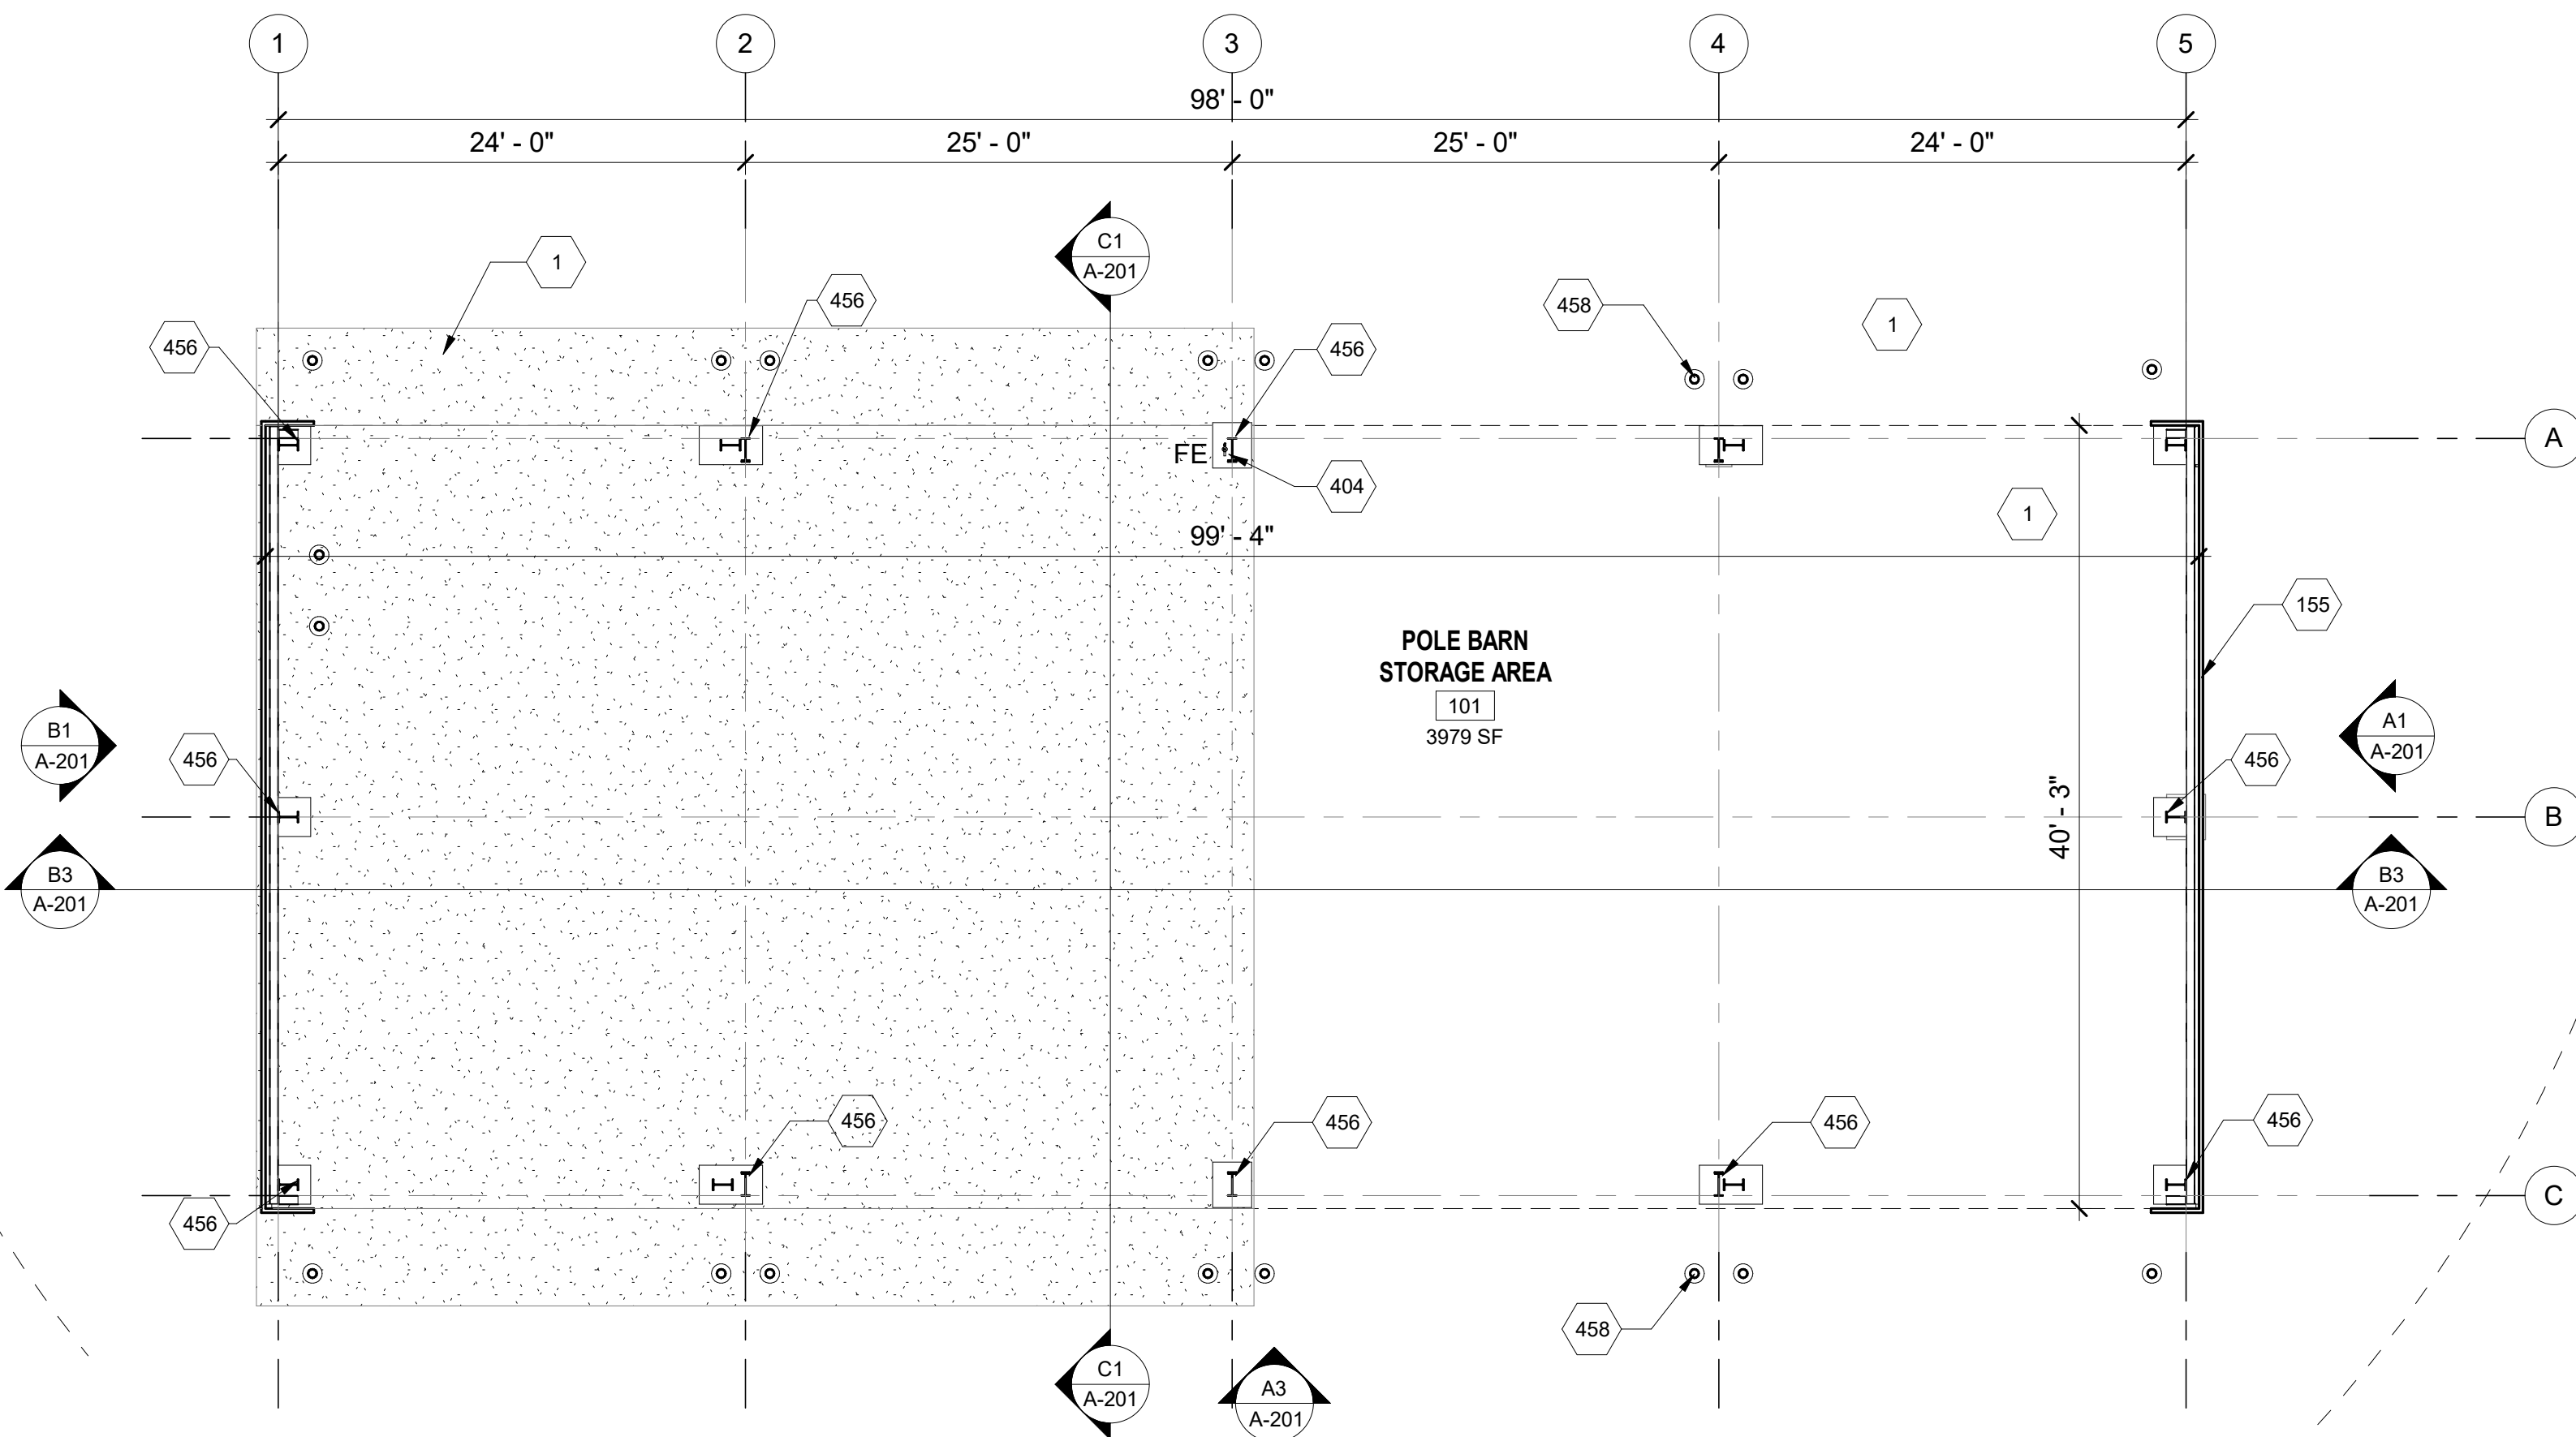 1
2
3
4
5
98' - 0"
24' - 0"
25' - 0"
25' - 0"
24' - 0"
C1
A-201
1
456
458
1
456
456
A
FE
404
1
99' - 4"
155
POLE BARN
STORAGE AREA
101
3979 SF
B1
A-201
A1
A-201
456
456
40' - 3"
B
B3
A-201
B3
A-201
456
456
456
456
456
C
458
C1
A-201
A3
A-201